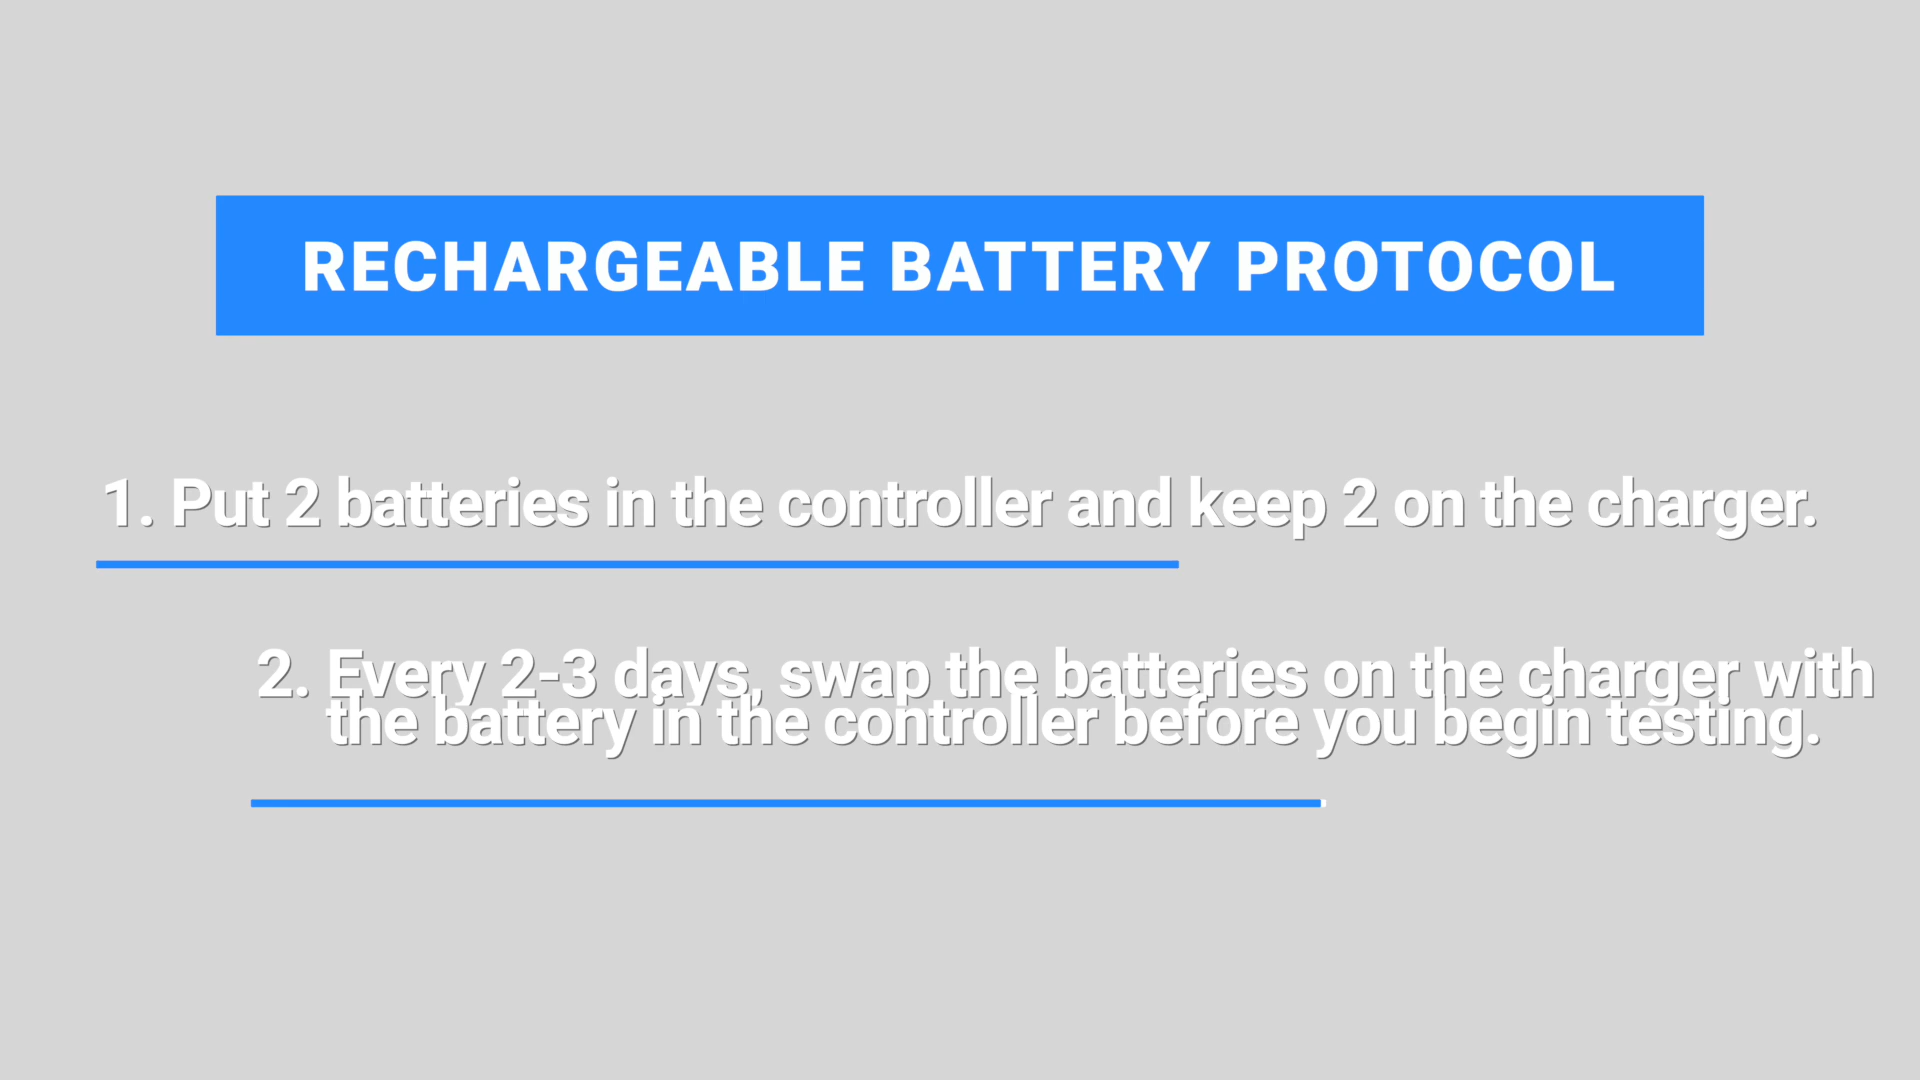 RECHARGEABLE BATTERY PROTOCOL
1. Put 2 batteries in the controller and keep 2 on the charger.
2. Every 2-3 days, swap the batteries on the charger with
the battery in the controller before you begin testing.